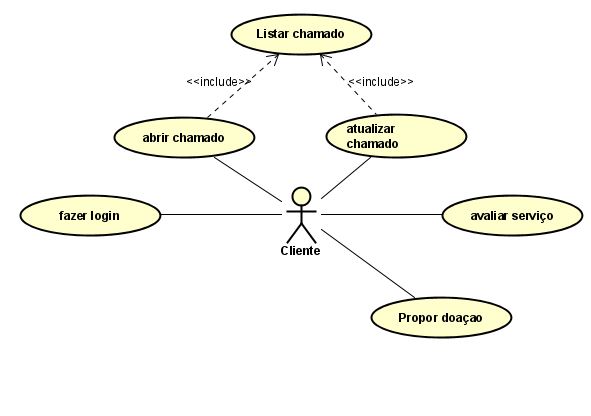 Listar chamado
<<include>>
<<include>>
abrir chamado
atualizar
chamado
fazer login
avaliar serviço
Cliente
Propor doaçao